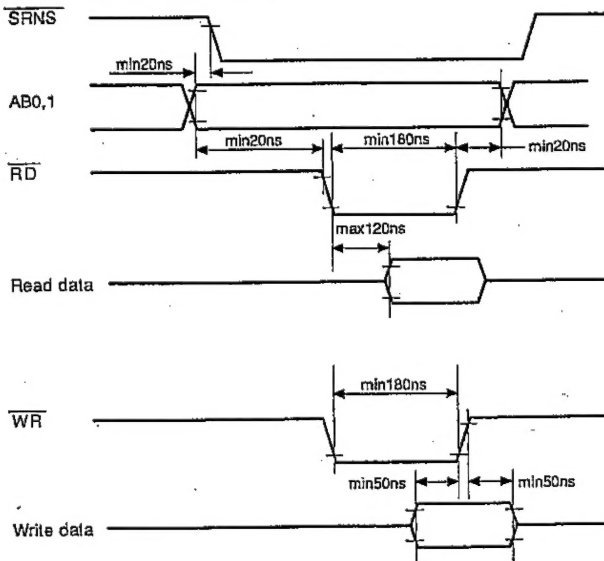 SRNS
min20ns
AB0,1
min20ns min180ns min20ns
RD
max120ns
Read data
min180ns
WR
min50ns min50ns
Write data